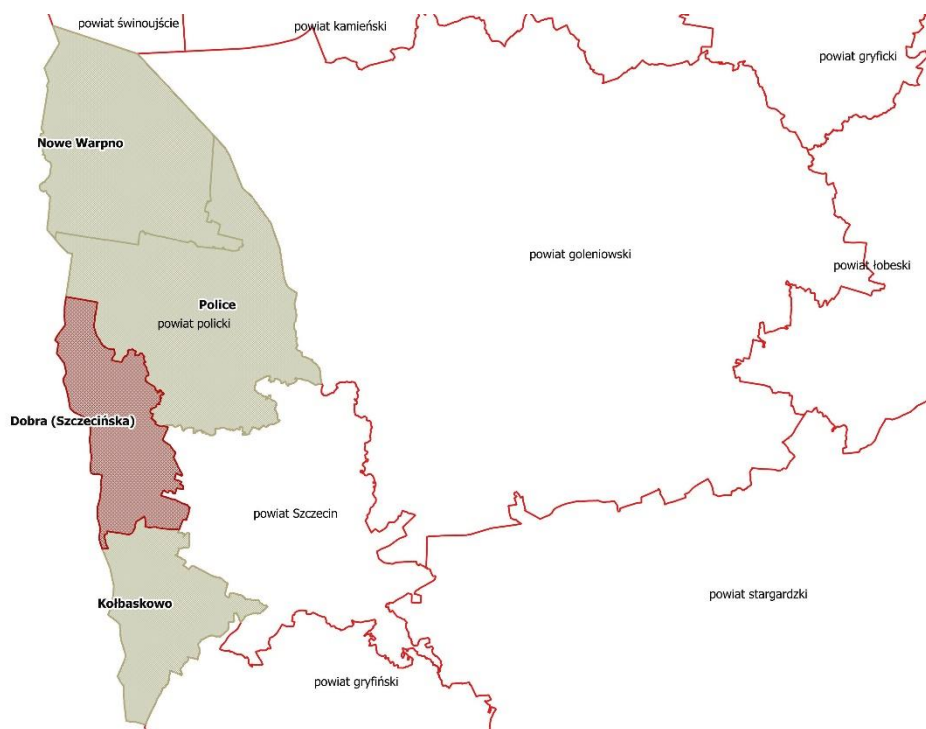 powiat świnoujście
powiat kamieński
powiat gryficki
Nowe Warpno
powiat goleniowski
powiat łobeski
Police
powiat policki
Dobra (Szczecińska)
powiat Szczecin
powiat stargardzki
Kołbaskowo
powiat gryfiński